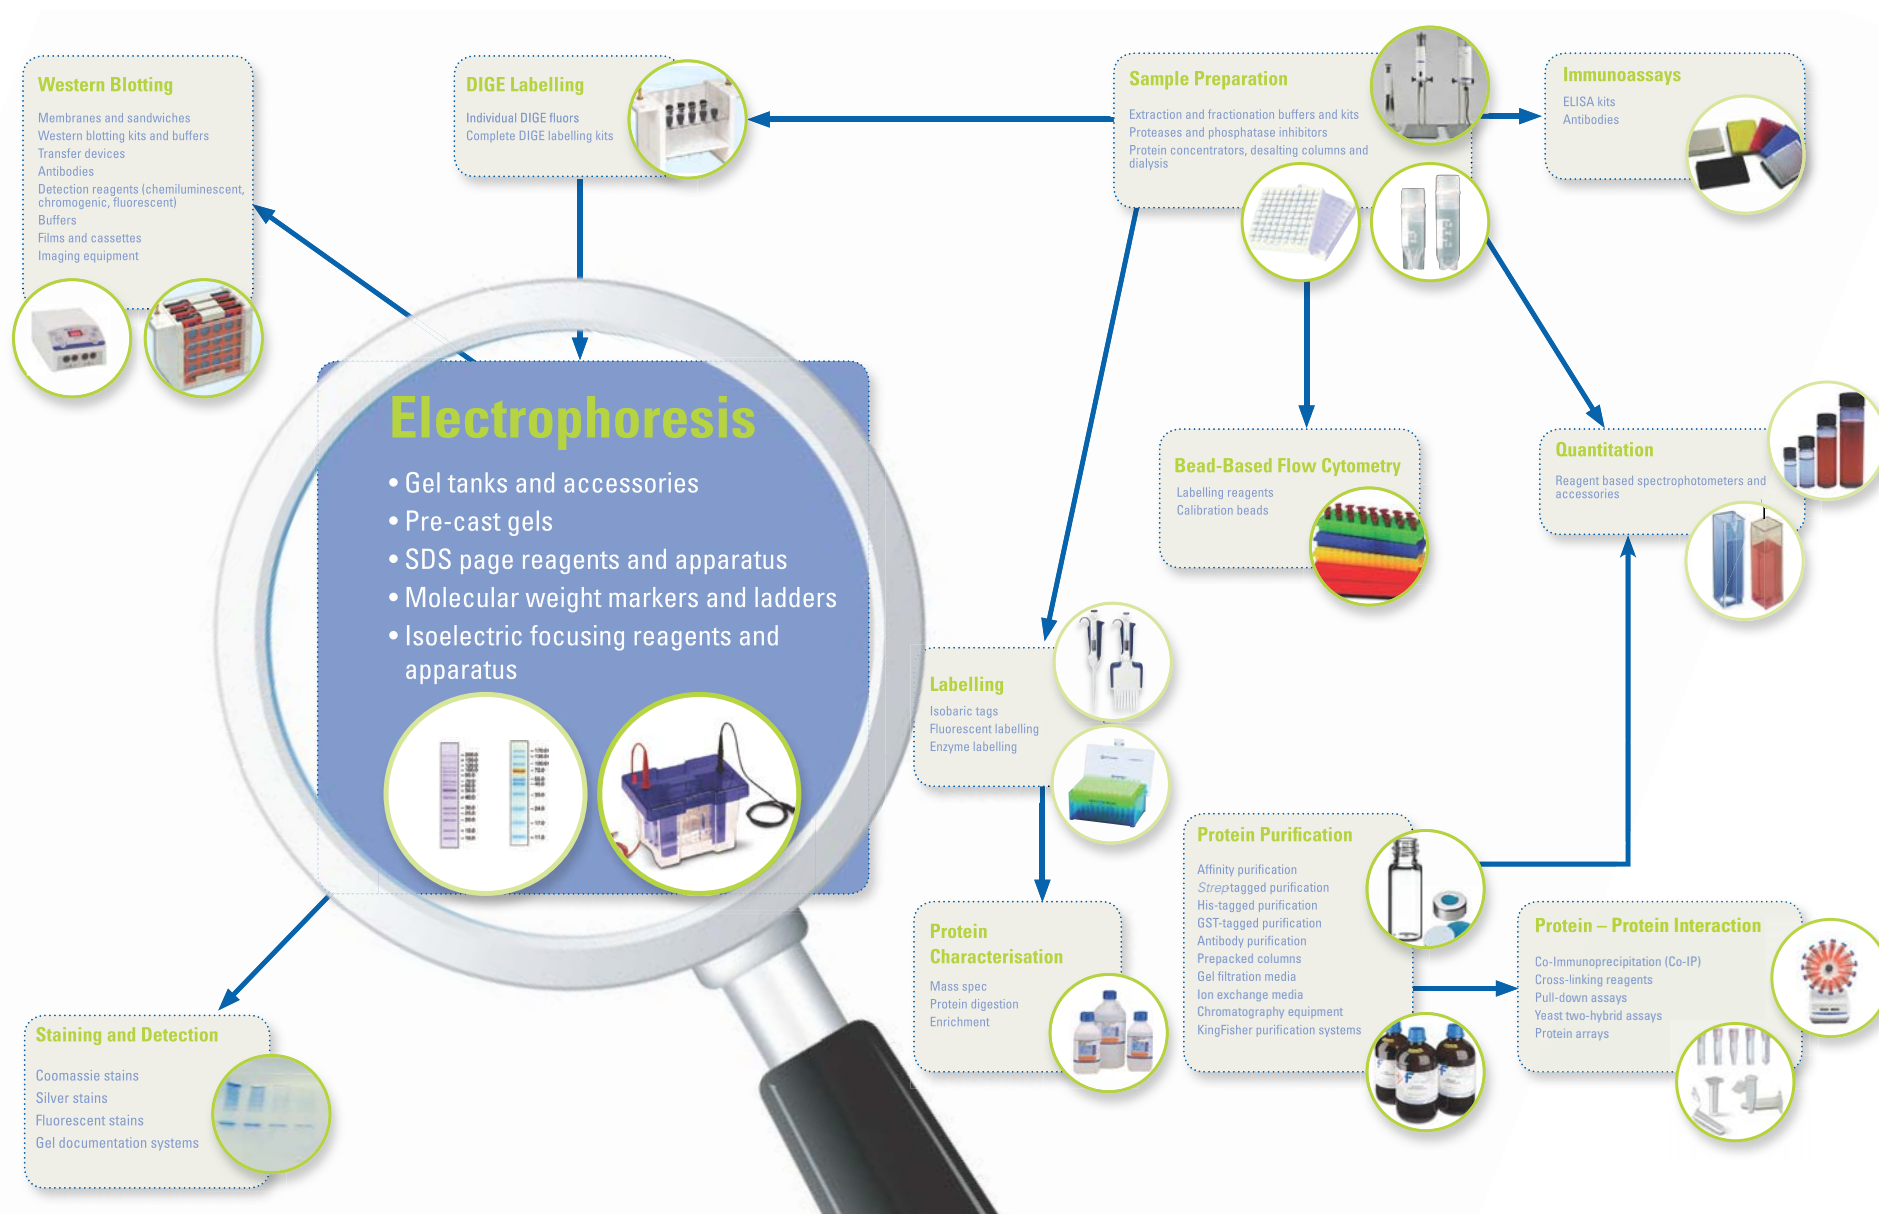 Western Blotting
Membranes and sandwiches
Western blotting kits and buffers
Transfer devices
Antibodies
Detection reagents (chemiluminescent,
chromogenic, fluorescent)
Buffers
Films and cassettes
Imaging equipment
DIGE Labelling
Individual DIGE fluors
Complete DIGE labelling kits
Sample Preparation
Extraction and fractionation buffers and kits
Proteases and phosphatase inhibitors
Protein concentrators, desalting columns and
dialysis
Immunoassays
ELISA kits
Antibodies
Electrophoresis
• Gel tanks and accessories
• Pre-cast gels
• SDS page reagents and apparatus
• Molecular weight markers and ladders
• Isoelectric focusing reagents and
apparatus
Bead-Based Flow Cytometry
Labelling reagents
Calibration beads
Quantitation
Reagent based spectrophotometers and
accessories
Labelling
Isobaric tags
Fluorescent labelling
Enzyme labelling
Protein
Characterisation
Mass spec
Protein digestion
Enrichment
Protein Purification
Affinity purification
Strep-tagged purification
His-tagged purification
GST-tagged purification
Antibody purification
Prepacked columns
Gel filtration media
Ion exchange media
Chromatography equipment
KingFisher purification systems
Protein – Protein Interaction
Co-Immunoprecipitation (Co-IP)
Cross-linking reagents
Pull-down assays
Yeast two-hybrid assays
Protein arrays
Staining and Detection
Coomassie stains
Silver stains
Fluorescent stains
Gel documentation systems